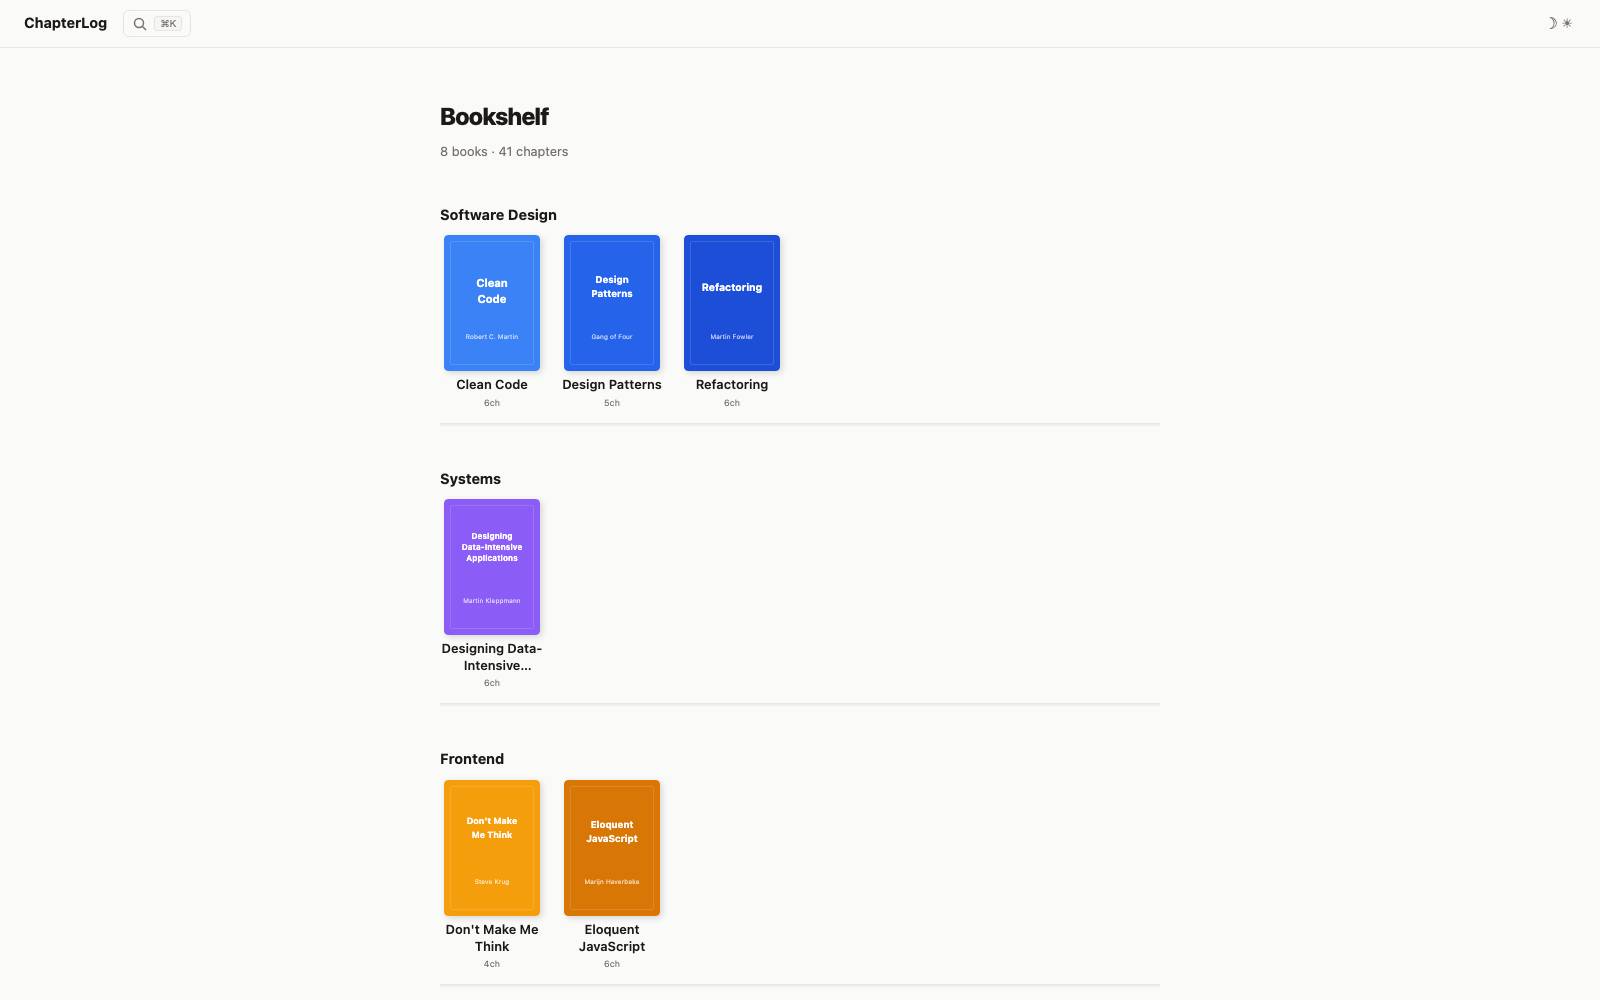 ChapterLog
⌘K
Bookshelf
8 books · 41 chapters
Software Design
Clean
Code
Robert C. Martin
Clean Code
6ch
Design
Patterns
Gang of Four
Design Patterns
5ch
Refactoring
Martin Fowler
Refactoring
6ch
Systems
Designing
Data-Intensive
Applications
Martin Kleppmann
Designing Data-
Intensive...
6ch
Frontend
Don't Make
Me Think
Steve Krug
Don't Make Me
Think
4ch
Eloquent
JavaScript
Marijn Haverbeke
Eloquent
JavaScript
6ch